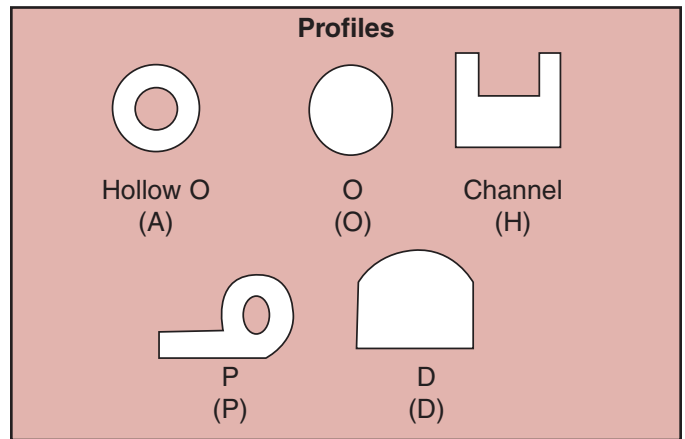 Profiles
Hollow O
(A)
O
(O)
Channel
(H)
P
(P)
D
(D)